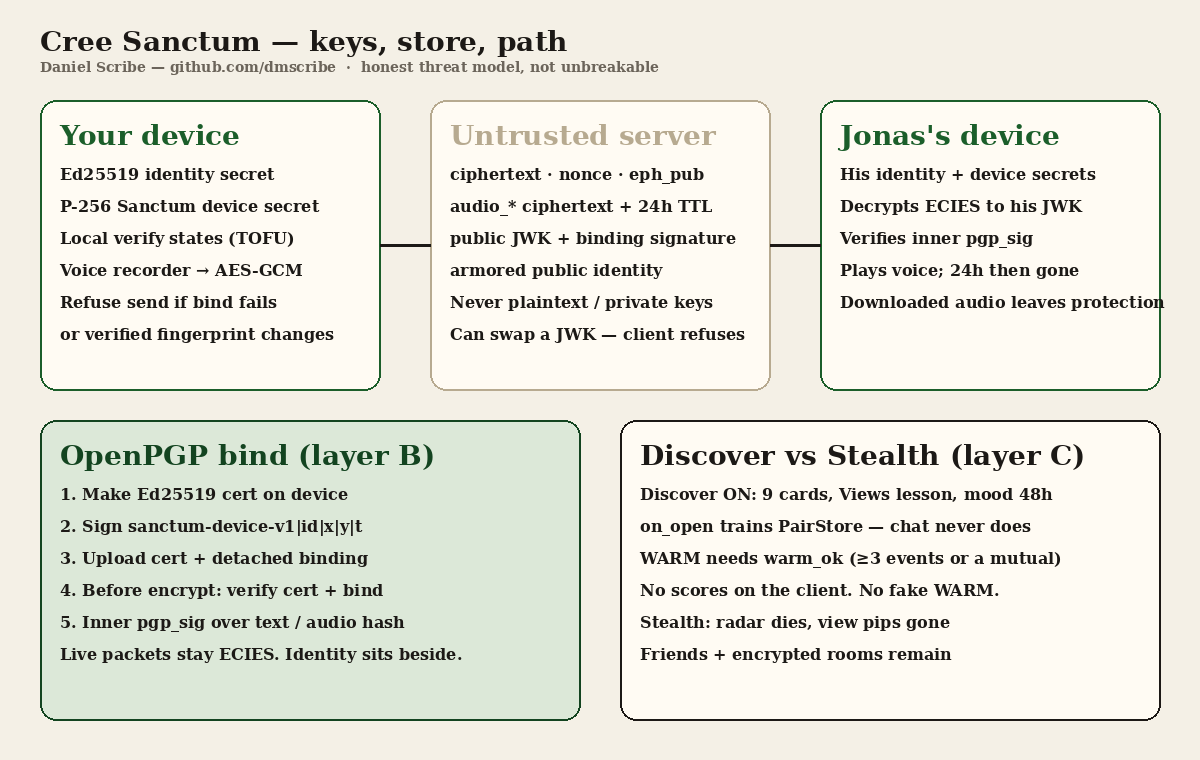 Cree Sanctum — keys, store, path
Daniel Scribe — github.com/dmscribe · honest threat model, not unbreakable
Your device
Ed25519 identity secret
P-256 Sanctum device secret
Local verify states (TOFU)
Voice recorder → AES-GCM
Refuse send if bind fails
or verified fingerprint changes
Untrusted server
ciphertext · nonce · eph_pub
audio_* ciphertext + 24h TTL
public JWK + binding signature
armored public identity
Never plaintext / private keys
Can swap a JWK — client refuses
Jonas's device
His identity + device secrets
Decrypts ECIES to his JWK
Verifies inner pgp_sig
Plays voice; 24h then gone
Downloaded audio leaves protection
OpenPGP bind (layer B)
1. Make Ed25519 cert on device
2. Sign sanctum-device-v1|id|x|y|t
3. Upload cert + detached binding
4. Before encrypt: verify cert + bind
5. Inner pgp_sig over text / audio hash
Live packets stay ECIES. Identity sits beside.
Discover vs Stealth (layer C)
Discover ON: 9 cards, Views lesson, mood 48h
on_open trains PairStore — chat never does
WARM needs warm_ok (≥3 events or a mutual)
No scores on the client. No fake WARM.
Stealth: radar dies, view pips gone
Friends + encrypted rooms remain